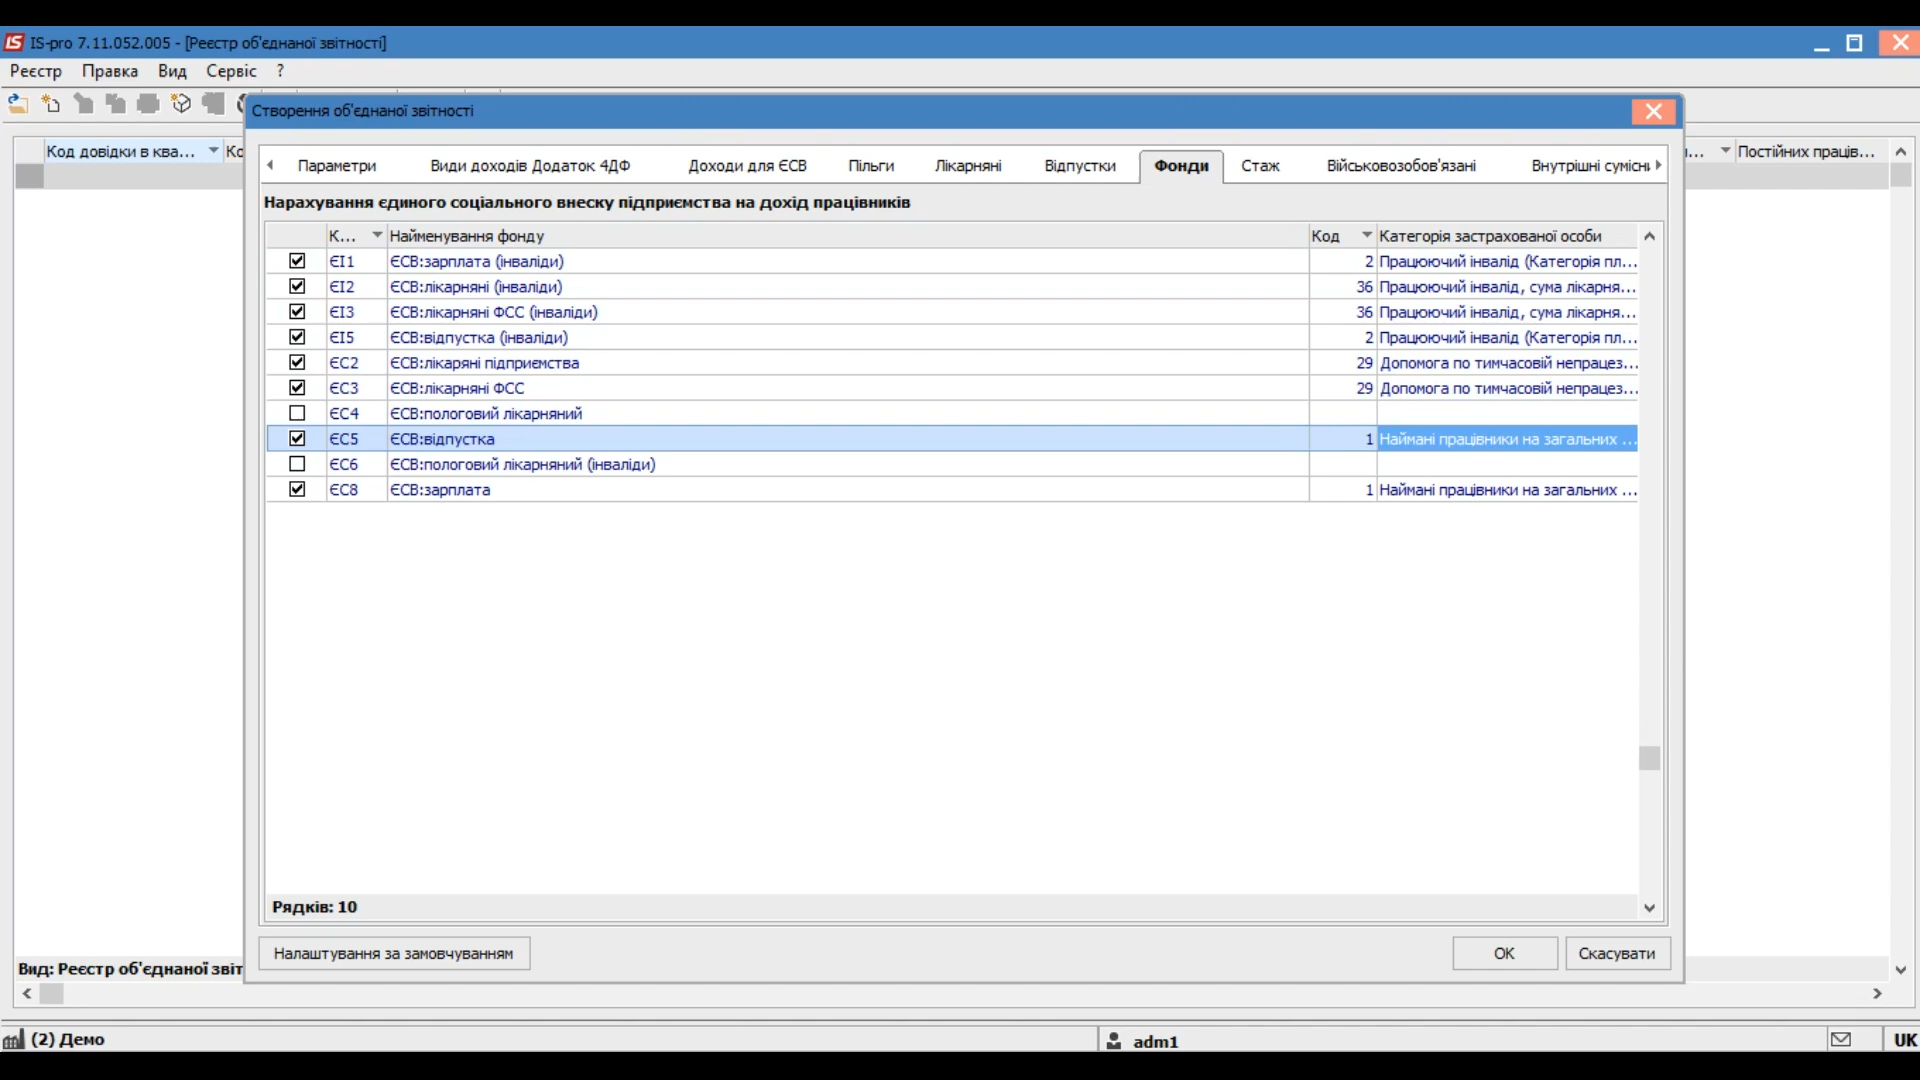 IS-pro 7.11.052.005 - [Реєстр об'єднаної звітності]
Реєстр Правка Вид Сервіс ?
Створення об'єднаної звітності
Код довідки в ква... Ко
... Постійних праців...
Параметри Види доходів Додаток 4ДФ Доходи для ЄСВ Пільги Лікарняні Відпустки Фонди Стаж Військовозобов'язані Внутрішні сумісни
Нарахування єдиного соціального внеску підприємства на дохід працівників
К... Найменування фонду Код Категорія застрахованої особи
ЄІ1 ЄСВ:зарплата (інваліди) 2 Працюючий інвалід (Категорія пл...
ЄІ2 ЄСВ:лікарняні (інваліди) 36 Працюючий інвалід, сума лікарня...
ЄІ3 ЄСВ:лікарняні ФСС (інваліди) 36 Працюючий інвалід, сума лікарня...
ЄІ5 ЄСВ:відпустка (інваліди) 2 Працюючий інвалід (Категорія пл...
ЄС2 ЄСВ:лікаряні підприємства 29 Допомога по тимчасовій непрацез...
ЄС3 ЄСВ:лікарняні ФСС 29 Допомога по тимчасовій непрацез...
ЄС4 ЄСВ:пологовий лікарняний
ЄС5 ЄСВ:відпустка 1 Наймані працівники на загальних ...
ЄС6 ЄСВ:пологовий лікарняний (інваліди)
ЄС8 ЄСВ:зарплата 1 Наймані працівники на загальних ...
Рядків: 10
Налаштування за замовчуванням OK Скасувати
Вид: Реєстр об'єднаної звіт
(2) Демо adm1 UK